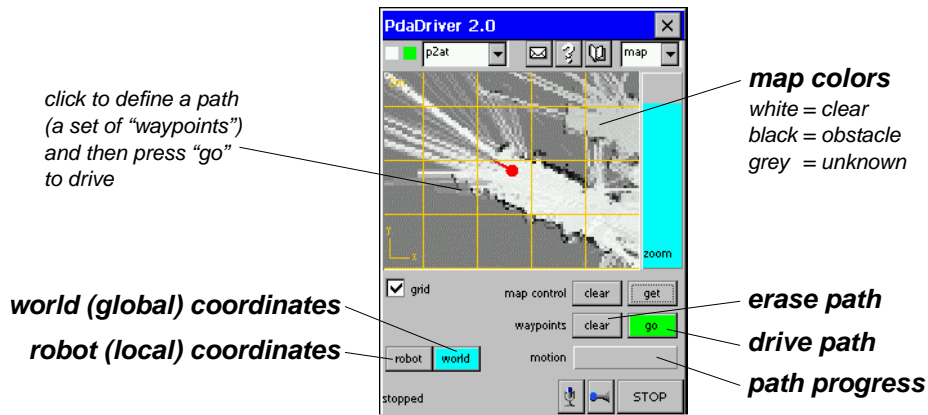 PdaDriver 2.0
p2at
map
click to define a path
(a set of “waypoints”)
and then press “go”
to drive
map colors
white = clear
black = obstacle
grey = unknown
y
x
zoom
grid
map control clear get
waypoints clear go
robot world motion
stopped STOP
world (global) coordinates
robot (local) coordinates
erase path
drive path
path progress